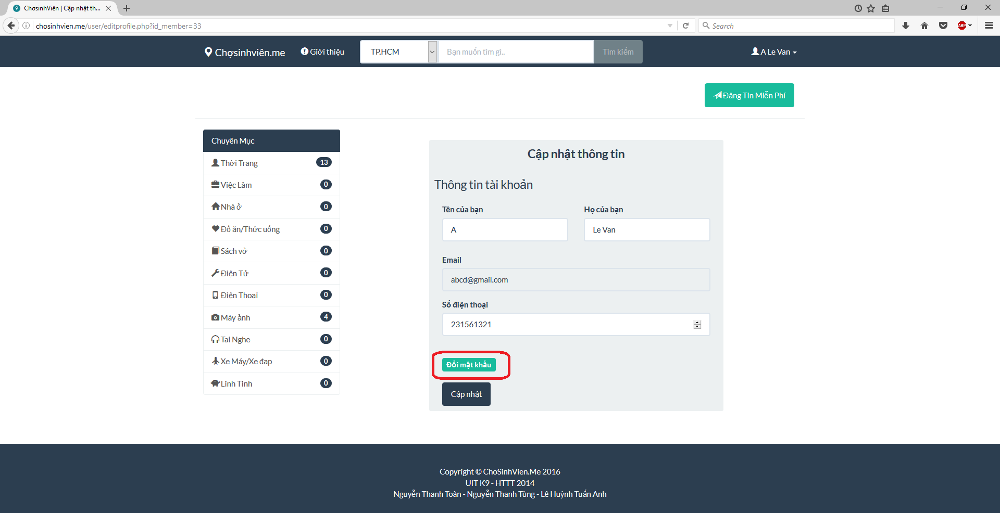 ChợsinhViên | Cập nhật th...
chosinhvien.me/user/editprofile.php?id_member=33
Search
ABP
Chợsinhviên.me
Giới thiệu
TP.HCM
Bạn muốn tìm gì..
Tìm kiếm
A Le Van
Đăng Tin Miễn Phí
Chuyên Mục
Thời Trang 13
Việc Làm 0
Nhà ở 0
Đồ ăn/Thức uống 0
Sách vở 0
Điện Tử 0
Điện Thoại 0
Máy ảnh 4
Tai Nghe 0
Xe Máy/Xe đạp 0
Linh Tinh 0
Cập nhật thông tin
Thông tin tài khoản
Tên của bạn
Họ của bạn
A
Le Van
Email
abcd@gmail.com
Số điện thoại
231561321
Đổi mật khẩu
Cập nhật
Copyright © ChoSinhVien.Me 2016
UIT K9 - HTTT 2014
Nguyễn Thanh Toàn - Nguyễn Thanh Tùng - Lê Huỳnh Tuấn Anh